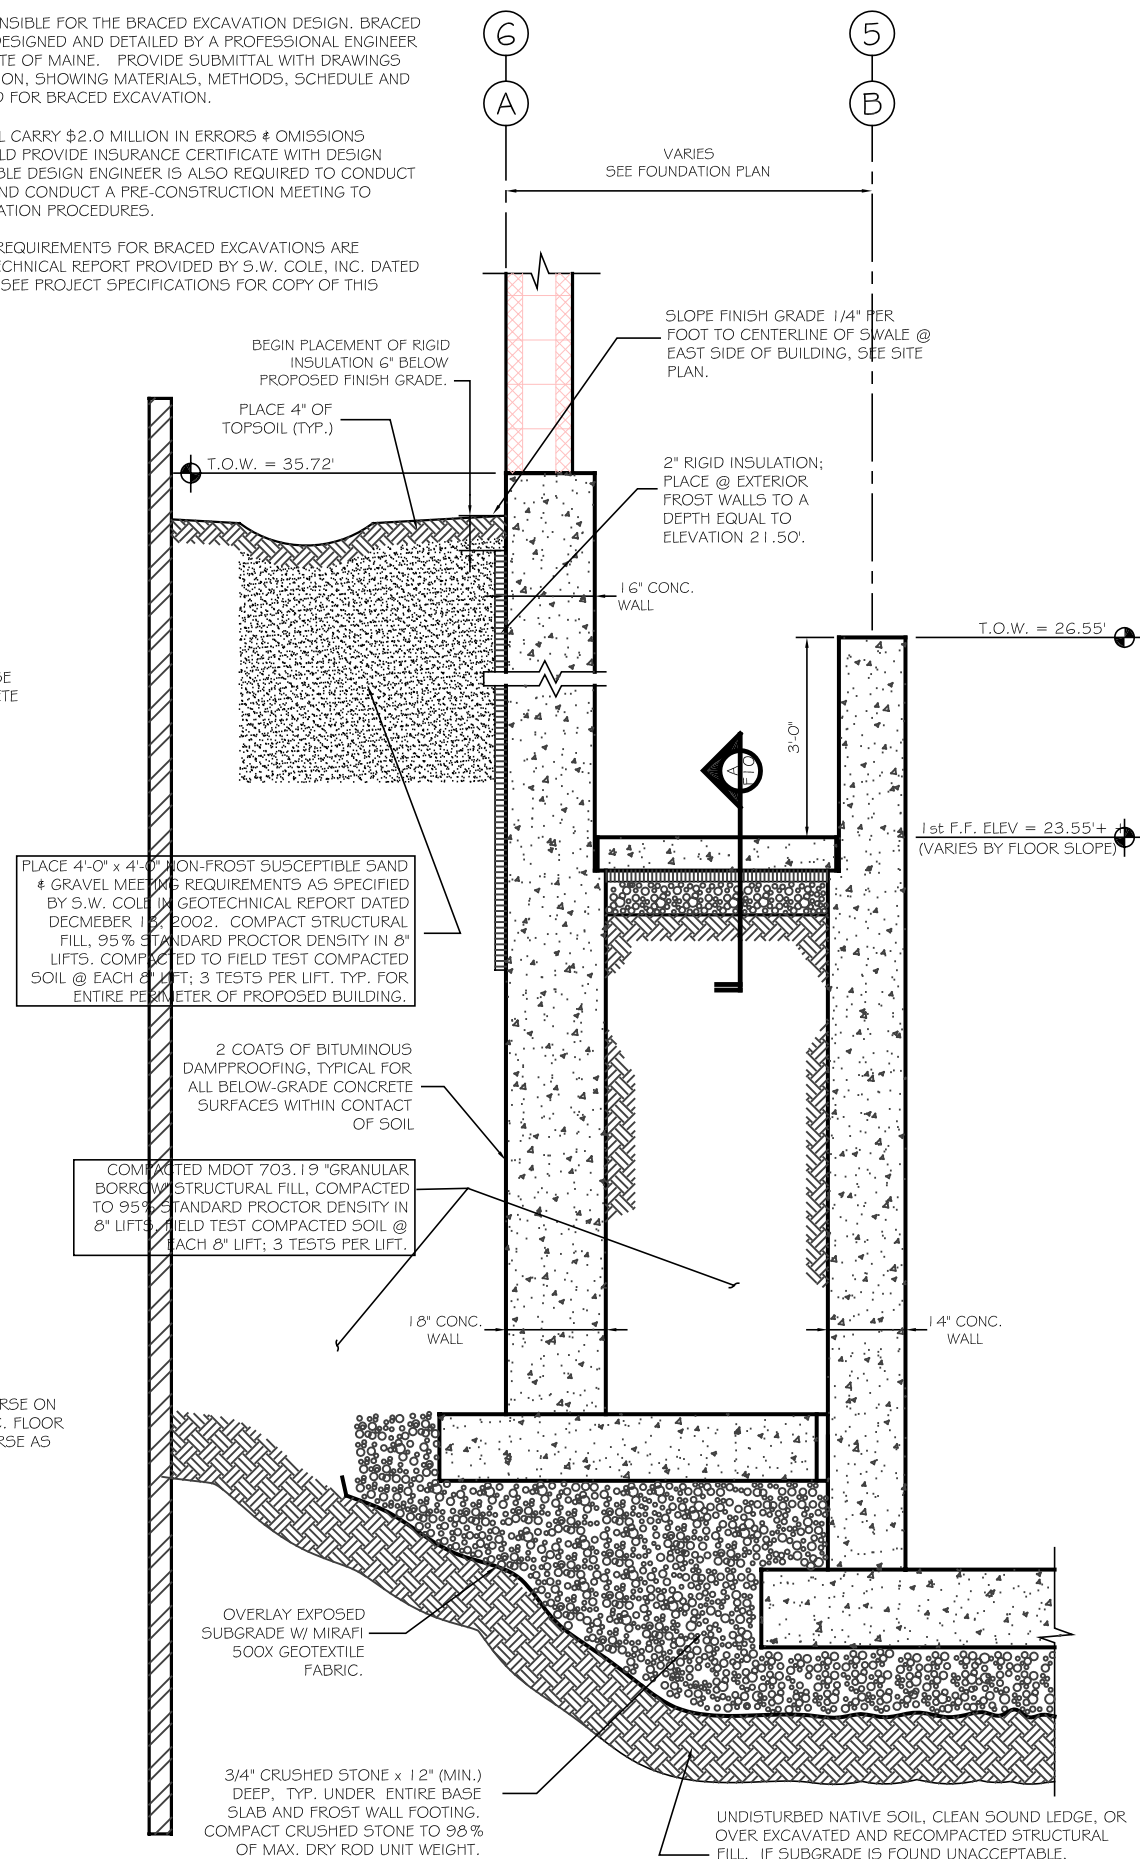 NSIBLE FOR THE BRACED EXCAVATION DESIGN. BRACED
DESIGNED AND DETAILED BY A PROFESSIONAL ENGINEER
TE OF MAINE. PROVIDE SUBMITTAL WITH DRAWINGS
ON, SHOWING MATERIALS, METHODS, SCHEDULE AND
D FOR BRACED EXCAVATION.
L CARRY $2.0 MILLION IN ERRORS & OMISSIONS
LD PROVIDE INSURANCE CERTIFICATE WITH DESIGN
BLE DESIGN ENGINEER IS ALSO REQUIRED TO CONDUCT
ND CONDUCT A PRE-CONSTRUCTION MEETING TO
ATION PROCEDURES.
REQUIREMENTS FOR BRACED EXCAVATIONS ARE
ECHNICAL REPORT PROVIDED BY S.W. COLE, INC. DATED
SEE PROJECT SPECIFICATIONS FOR COPY OF THIS
6
5
A
B
VARIES
SEE FOUNDATION PLAN
SLOPE FINISH GRADE 1/4" PER
FOOT TO CENTERLINE OF SWALE @
EAST SIDE OF BUILDING, SEE SITE
PLAN.
BEGIN PLACEMENT OF RIGID
INSULATION 6" BELOW
PROPOSED FINISH GRADE.
PLACE 4" OF
TOPSOIL (TYP.)
T.O.W. = 35.72'
2" RIGID INSULATION;
PLACE @ EXTERIOR
FROST WALLS TO A
DEPTH EQUAL TO
ELEVATION 21.50'.
16" CONC.
WALL
T.O.W. = 26.55'
SE
ETE
3'-0"
A
F10
1st F.F. ELEV = 23.55'+
(VARIES BY FLOOR SLOPE)
PLACE 4'-0" x 4'-0" NON-FROST SUSCEPTIBLE SAND
& GRAVEL MEETING REQUIREMENTS AS SPECIFIED
BY S.W. COLE IN GEOTECHNICAL REPORT DATED
DECMEBER 13, 2002. COMPACT STRUCTURAL
FILL, 95% STANDARD PROCTOR DENSITY IN 8"
LIFTS. COMPACTED TO FIELD TEST COMPACTED
SOIL @ EACH 8" LIFT; 3 TESTS PER LIFT. TYP. FOR
ENTIRE PERIMETER OF PROPOSED BUILDING.
2 COATS OF BITUMINOUS
DAMPPROOFING, TYPICAL FOR
ALL BELOW-GRADE CONCRETE
SURFACES WITHIN CONTACT
OF SOIL
COMPACTED MDOT 703.19 "GRANULAR
BORROW" STRUCTURAL FILL, COMPACTED
TO 95% STANDARD PROCTOR DENSITY IN
8" LIFTS, FIELD TEST COMPACTED SOIL @
EACH 8" LIFT; 3 TESTS PER LIFT.
18" CONC.
WALL
14" CONC.
WALL
RSE ON
C. FLOOR
RSE AS
OVERLAY EXPOSED
SUBGRADE W/ MIRAFI
500X GEOTEXTILE
FABRIC.
3/4" CRUSHED STONE x 12" (MIN.)
DEEP, TYP. UNDER ENTIRE BASE
SLAB AND FROST WALL FOOTING.
COMPACT CRUSHED STONE TO 98%
OF MAX. DRY ROD UNIT WEIGHT.
UNDISTURBED NATIVE SOIL, CLEAN SOUND LEDGE, OR
OVER EXCAVATED AND RECOMPACTED STRUCTURAL
FILL. IF SUBGRADE IS FOUND UNACCEPTABLE.